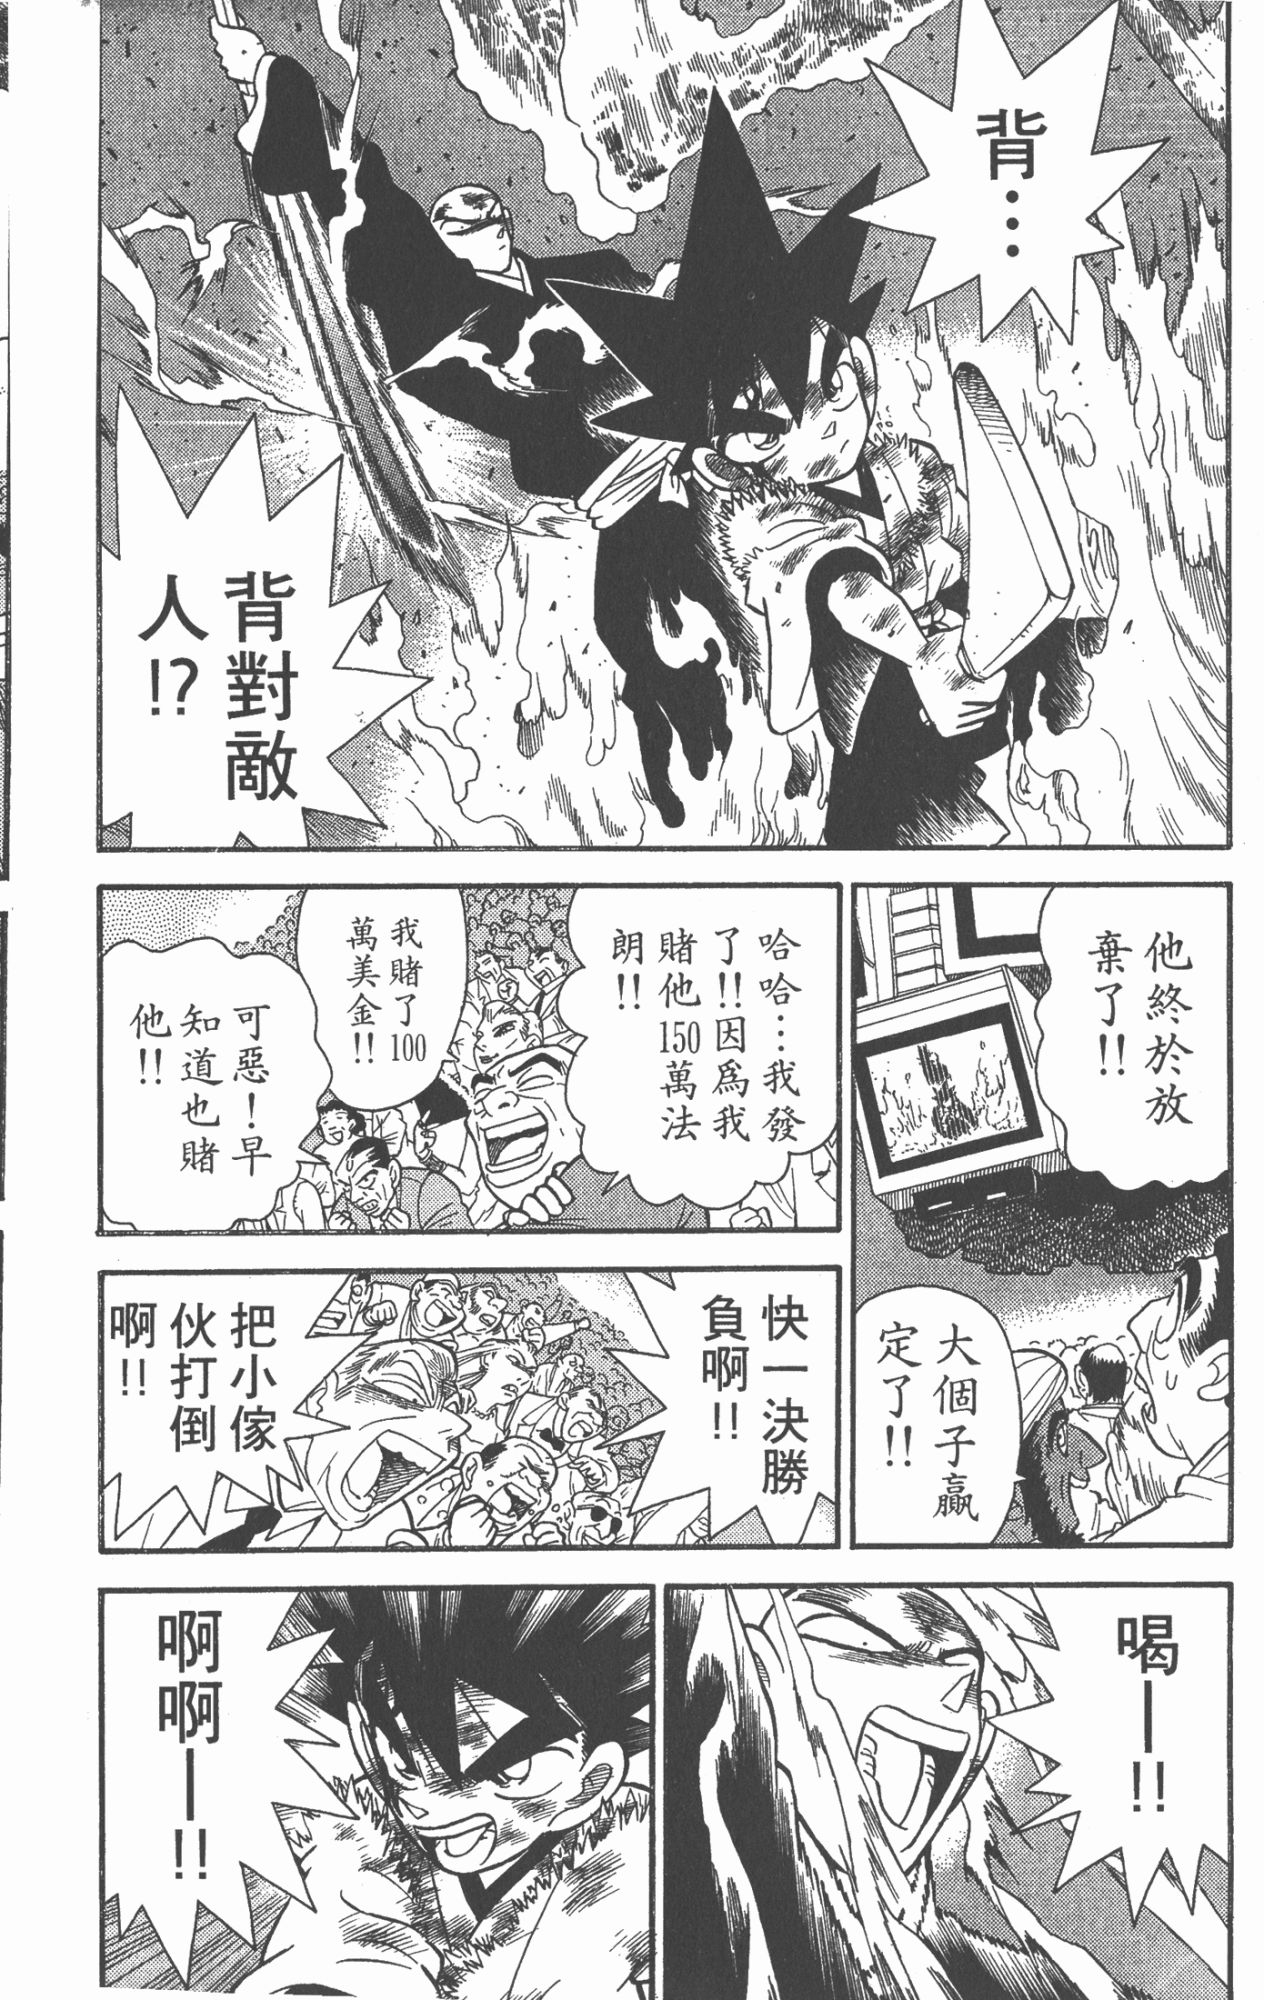 背…
背對敵
人!?
他終於放
棄了!!
大個子贏
定了!!
哈哈…我發
了!!因爲我
賭他150萬法
朗!!
我賭了100
萬美金!!
可惡!早
知道也賭
他!!
快一決勝
負啊!!
把小傢
伙打倒
啊!!
喝—!!
啊啊—!!